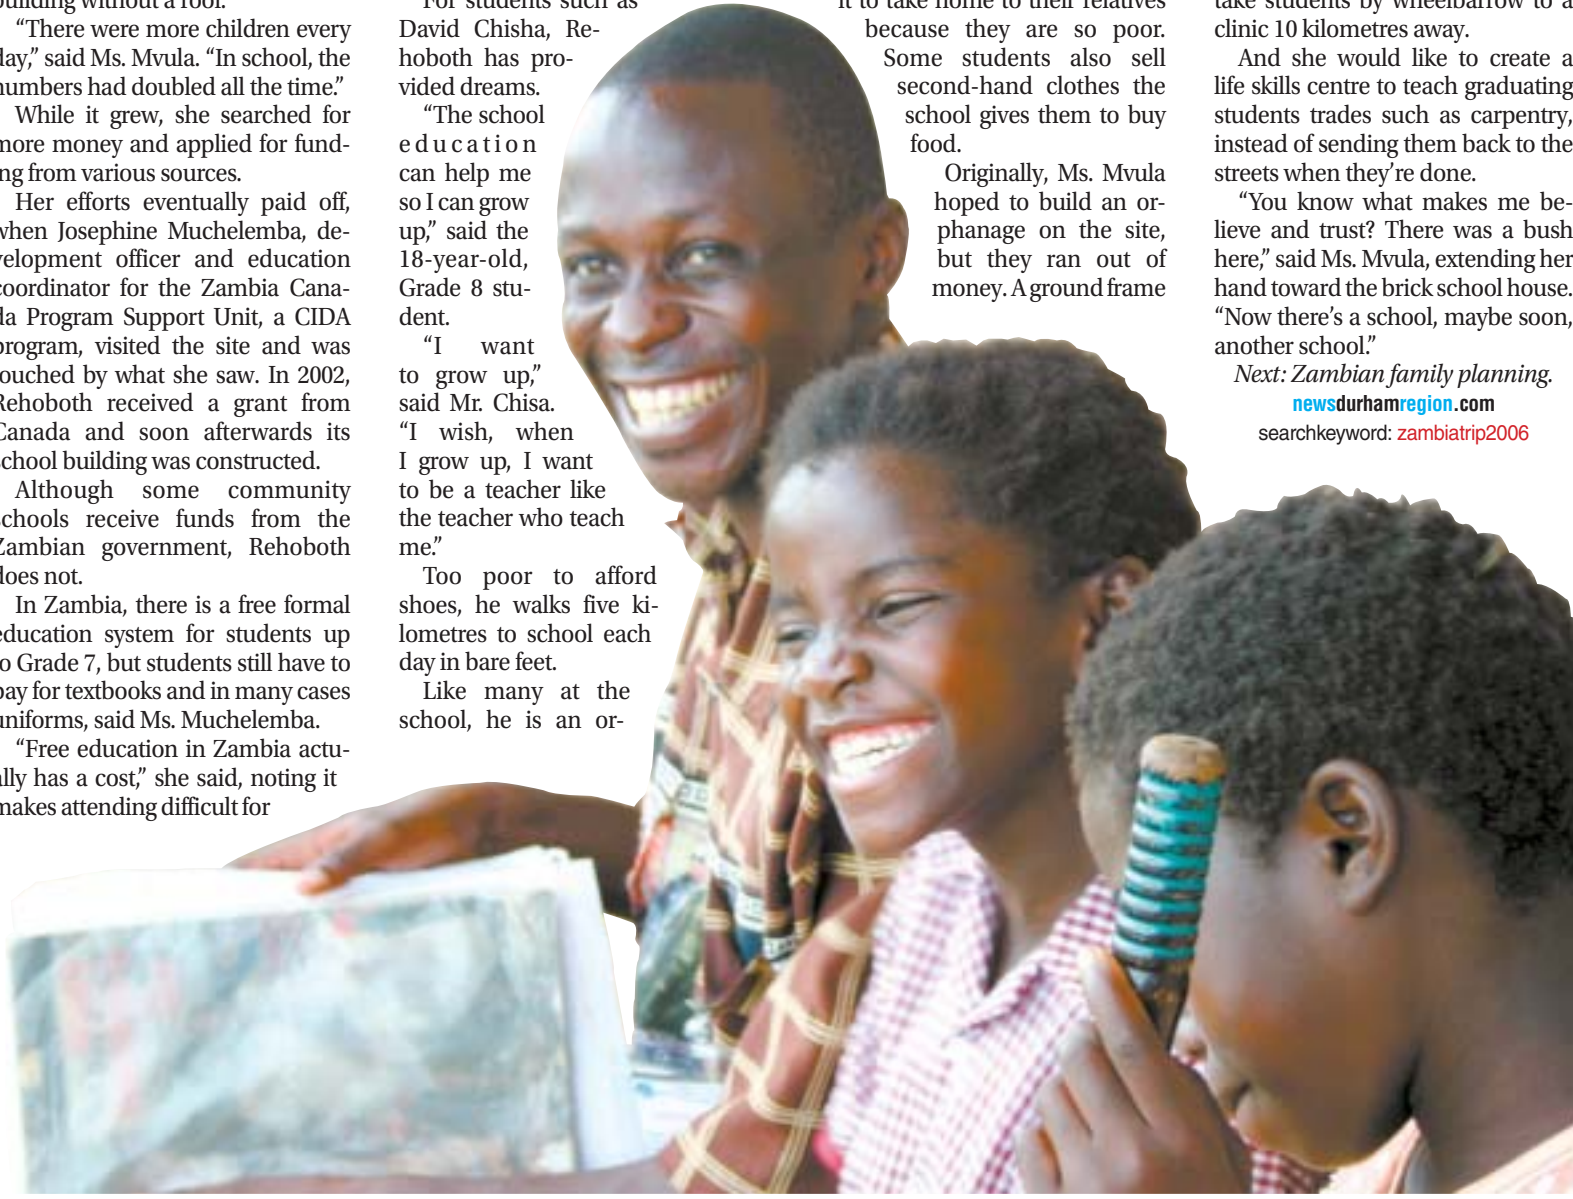 building without a roof.
“There were more children every
day,” said Ms. Mvula. “In school, the
numbers had doubled all the time.”
While it grew, she searched for
more money and applied for fund-
ing from various sources.
Her efforts eventually paid off,
when Josephine Muchelemba, de-
velopment officer and education
coordinator for the Zambia Cana-
da Program Support Unit, a CIDA
program, visited the site and was
touched by what she saw. In 2002,
Rehoboth received a grant from
Canada and soon afterwards its
school building was constructed.
Although some community
schools receive funds from the
Zambian government, Rehoboth
does not.
In Zambia, there is a free formal
education system for students up
to Grade 7, but students still have to
pay for textbooks and in many cases
uniforms, said Ms. Muchelemba.
“Free education in Zambia actu-
ally has a cost,” she said, noting it
makes attending difficult for
For students such as
David Chisha, Re-
hoboth has pro-
vided dreams.
“The school
education
can help me
so I can grow
up,” said the
18-year-old,
Grade 8 stu-
dent.
“I want
to grow up,”
said Mr. Chisa.
“I wish, when
I grow up, I want
to be a teacher like
the teacher who teach
me.”
Too poor to afford
shoes, he walks five ki-
lometres to school each
day in bare feet.
Like many at the
school, he is an or-
it to take home to their relatives
because they are so poor.
Some students also sell
second-hand clothes the
school gives them to buy
food.
Originally, Ms. Mvula
hoped to build an or-
phanage on the site,
but they ran out of
money. A ground frame
take students by wheelbarrow to a
clinic 10 kilometres away.
And she would like to create a
life skills centre to teach graduating
students trades such as carpentry,
instead of sending them back to the
streets when they’re done.
“You know what makes me be-
lieve and trust? There was a bush
here,” said Ms. Mvula, extending her
hand toward the brick school house.
“Now there’s a school, maybe soon,
another school.”
Next: Zambian family planning.
newsdurhamregion.com
searchkeyword: zambiatrip2006